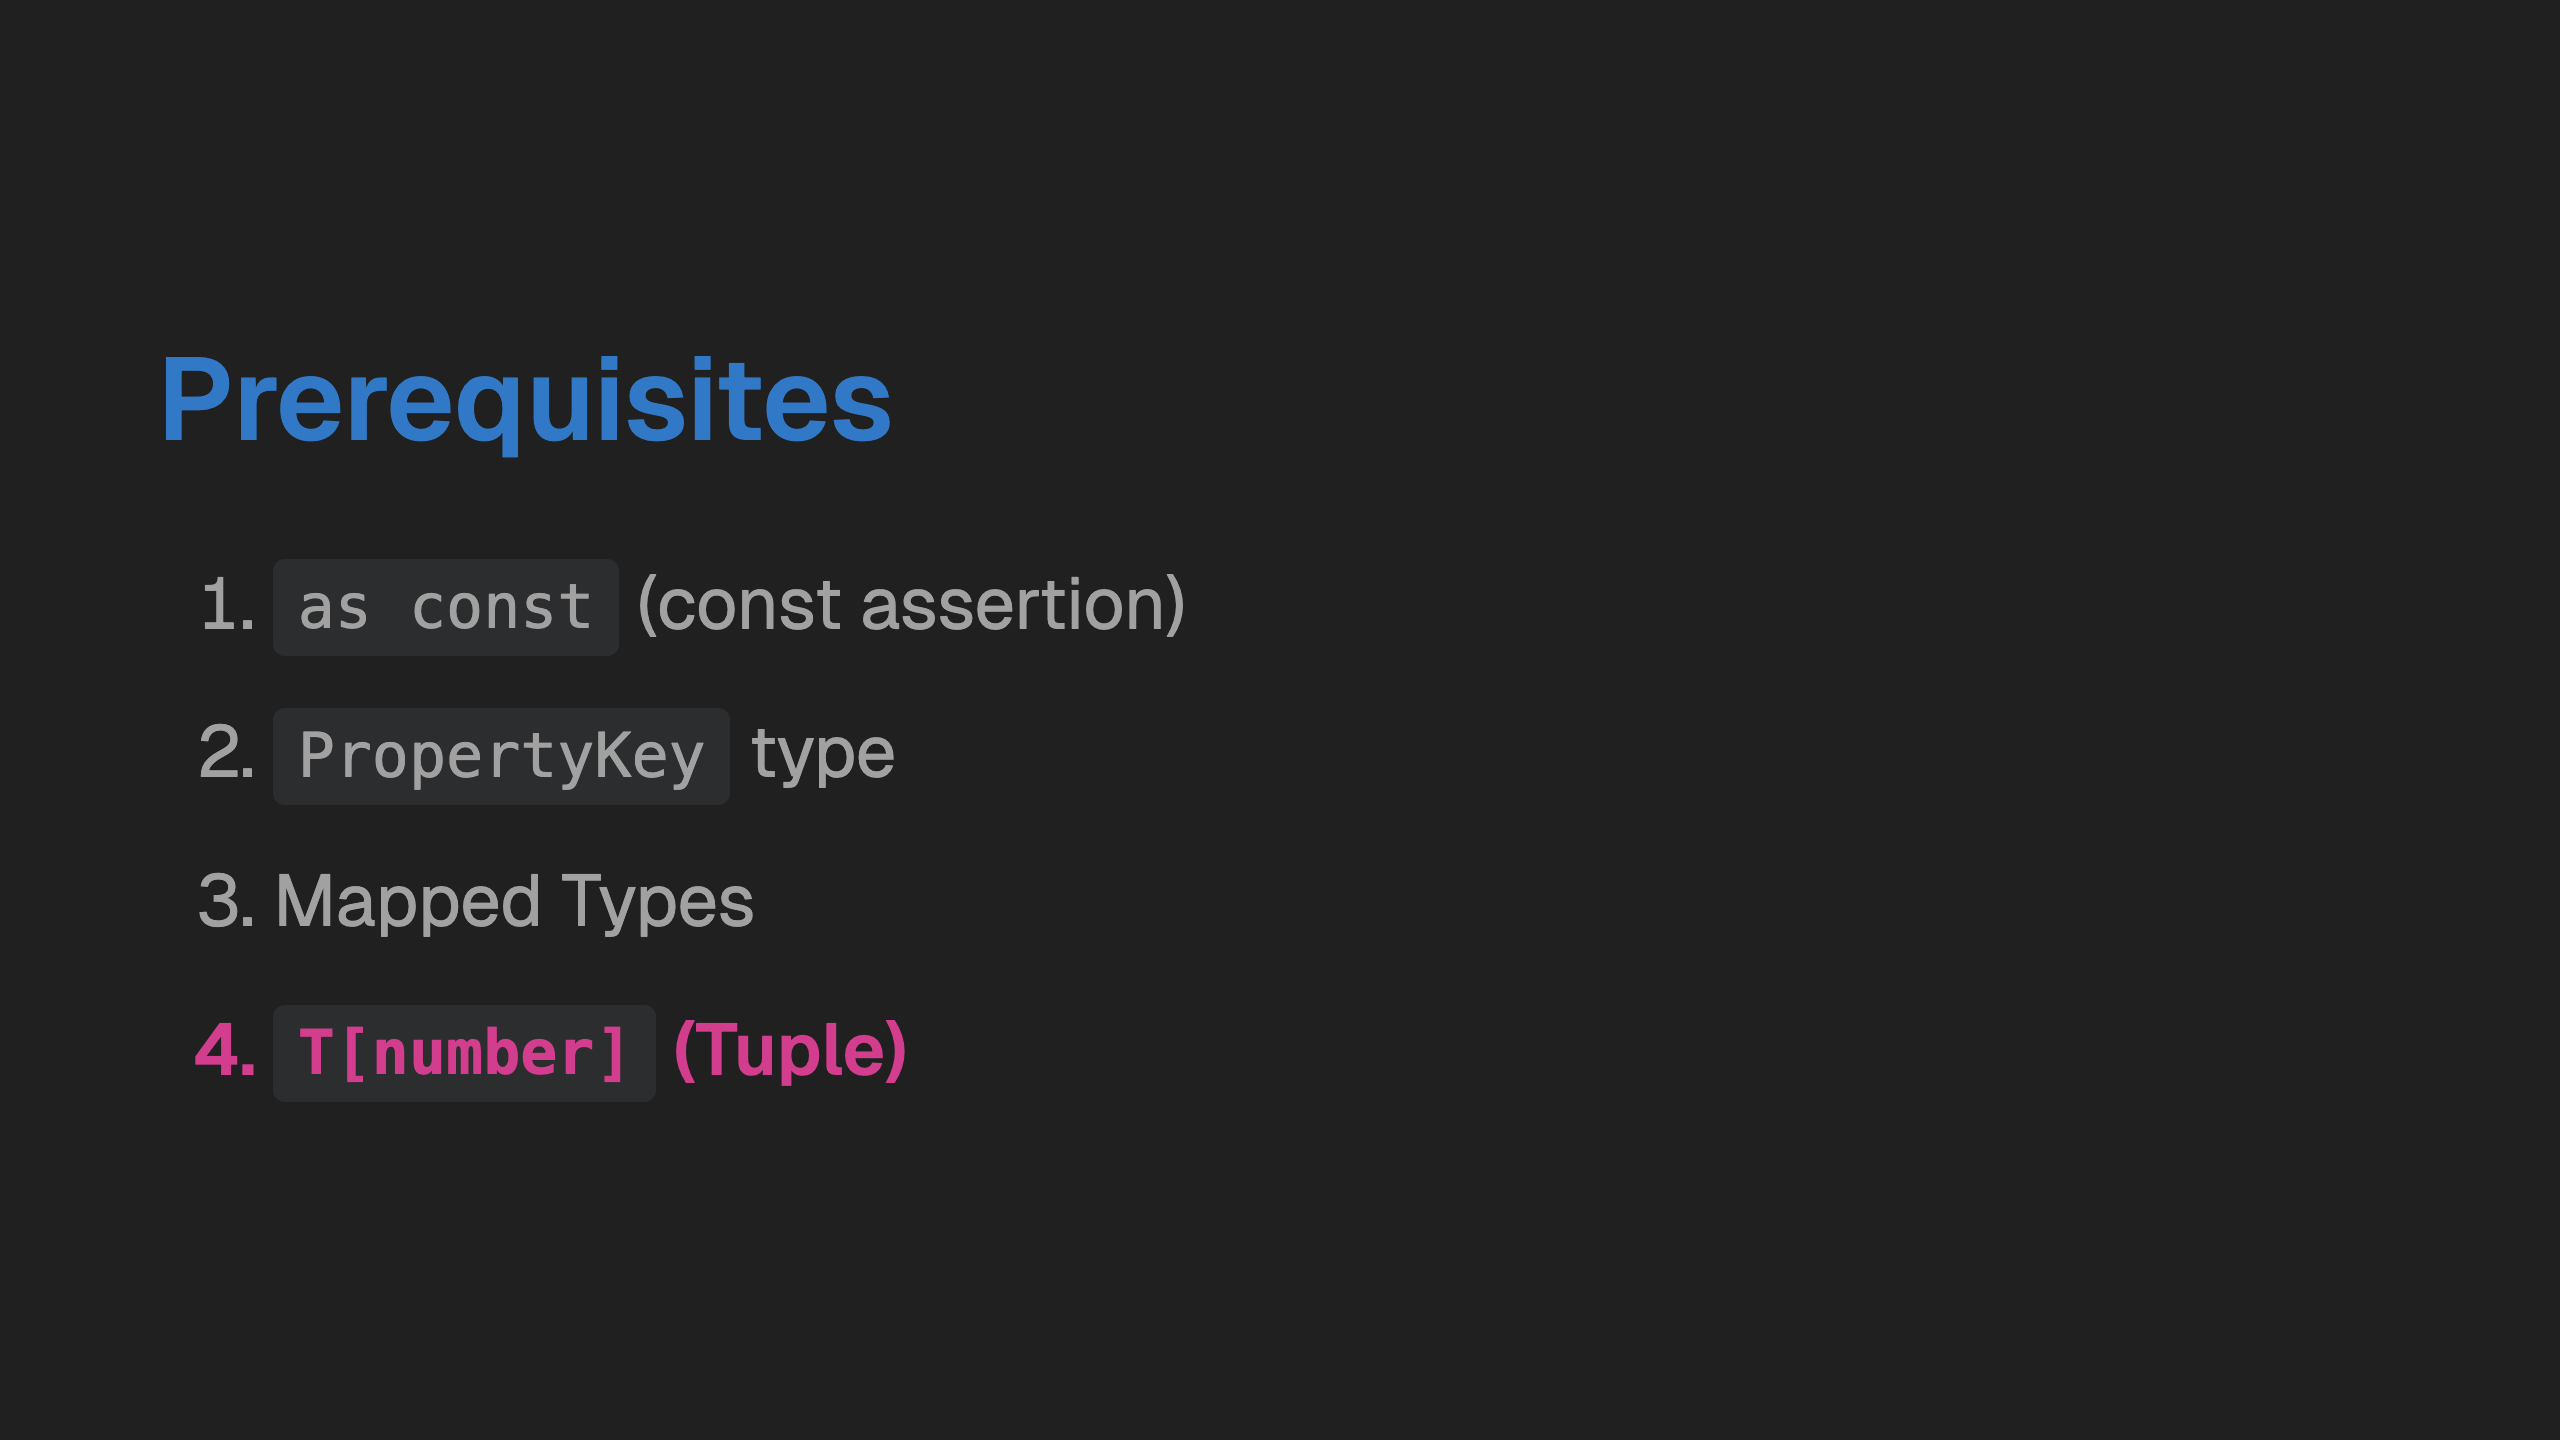 Prerequisites
1. as const (const assertion)
2. PropertyKey type
3. Mapped Types
4. T[number] (Tuple)